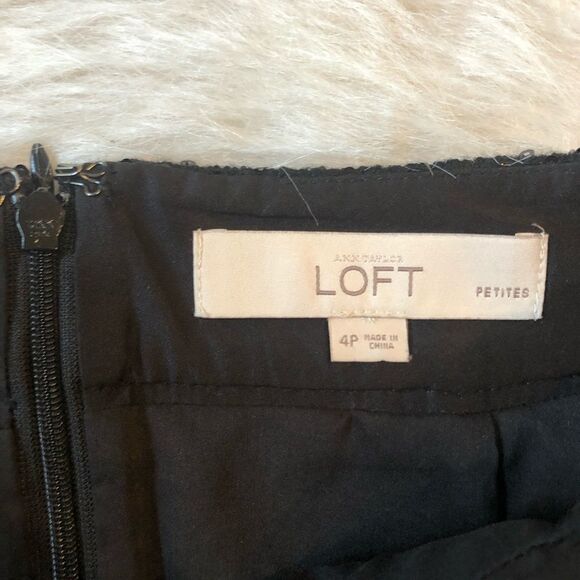 ANN TAYLOR
LOFT
PETITES
4P MADE IN
CHINA